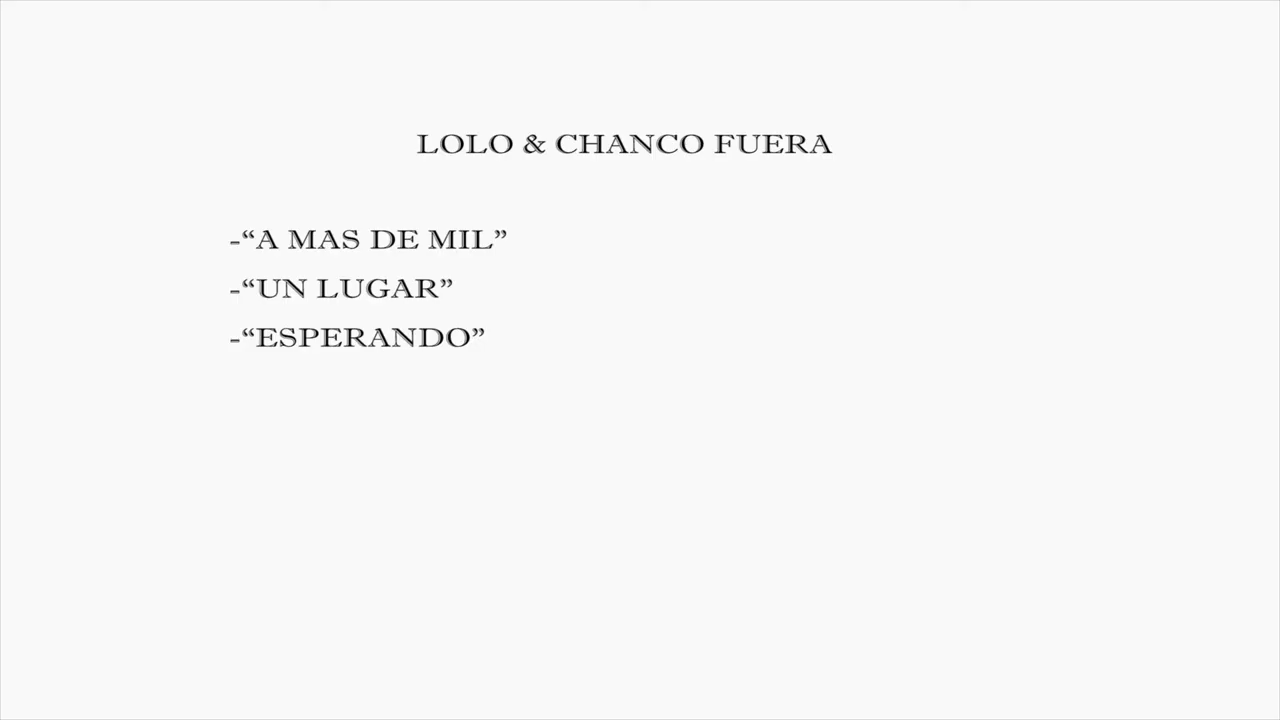 LOLO & CHANCO FUERA
-“A MAS DE MIL”
-“UN LUGAR”
-“ESPERANDO”